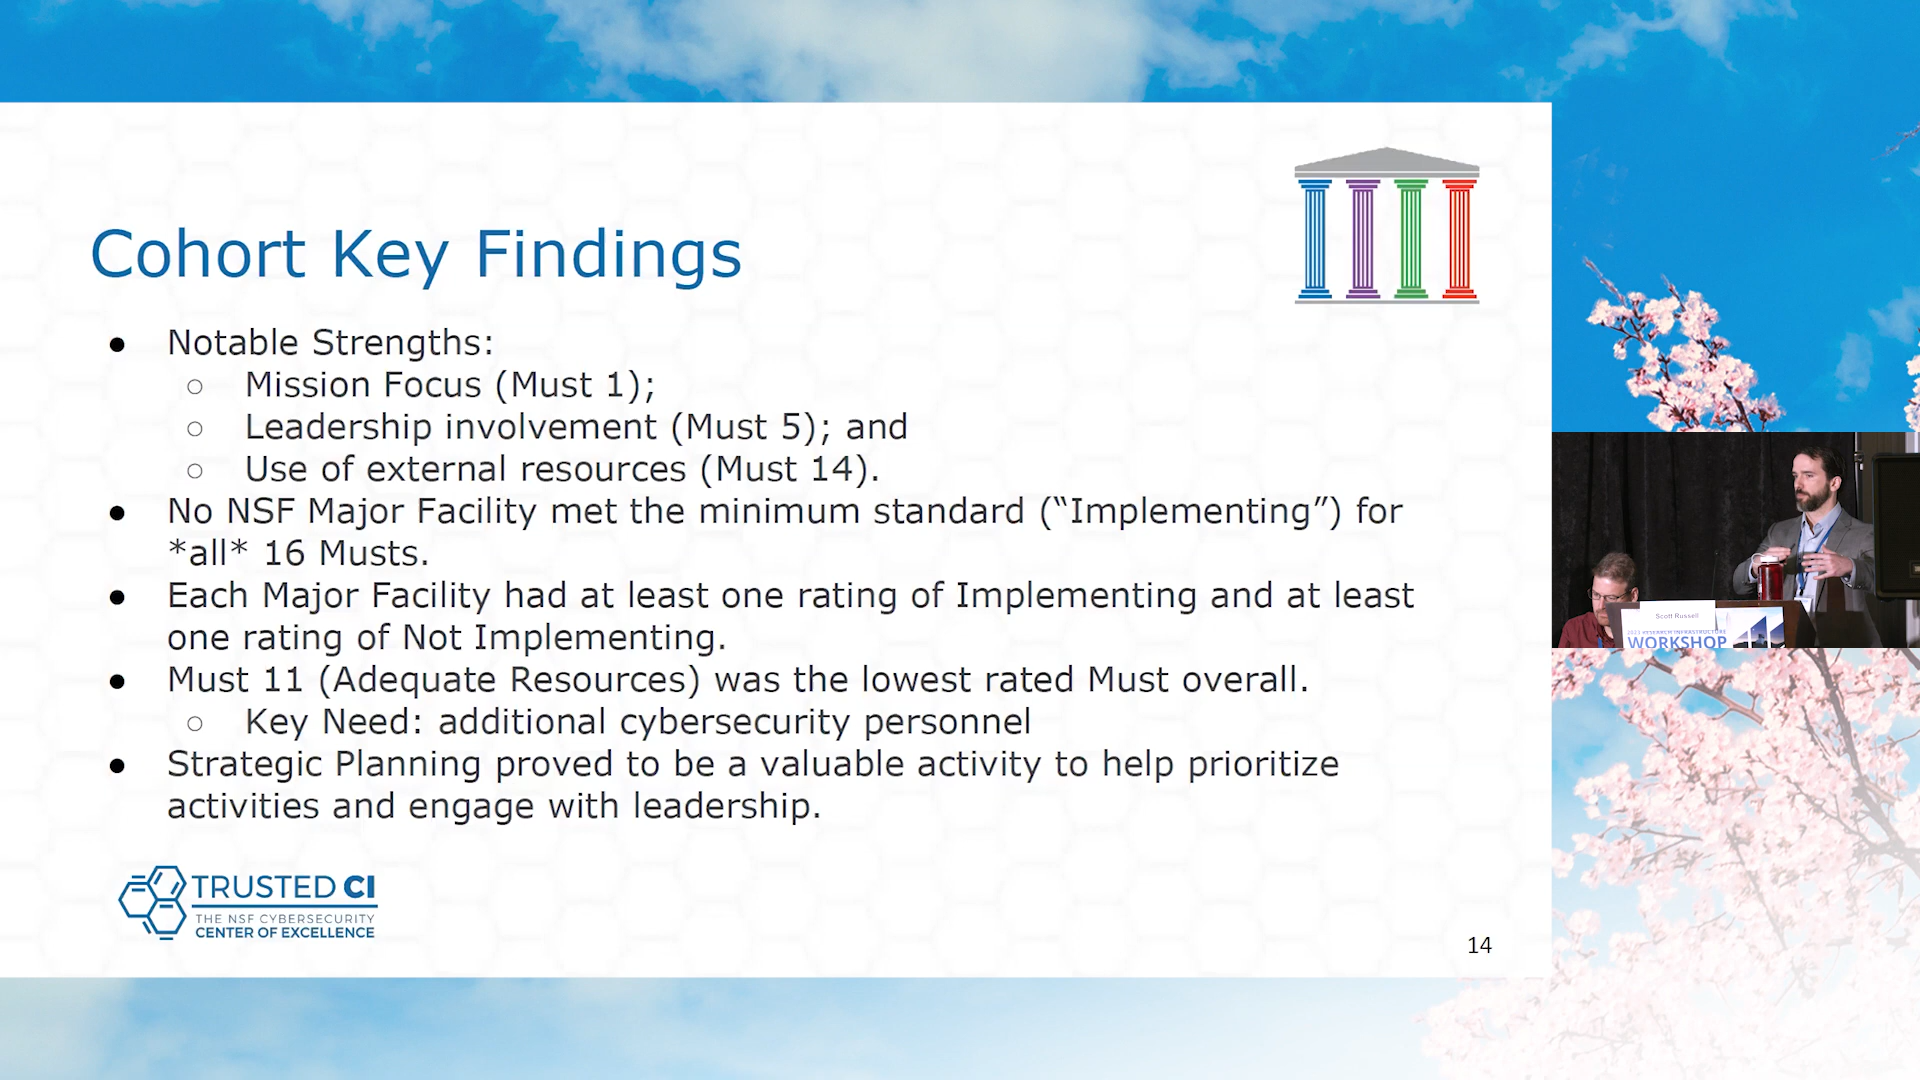 Cohort Key Findings
● Notable Strengths:
○ Mission Focus (Must 1);
○ Leadership involvement (Must 5); and
○ Use of external resources (Must 14).
● No NSF Major Facility met the minimum standard (“Implementing”) for
*all* 16 Musts.
● Each Major Facility had at least one rating of Implementing and at least
one rating of Not Implementing.
● Must 11 (Adequate Resources) was the lowest rated Must overall.
○ Key Need: additional cybersecurity personnel
● Strategic Planning proved to be a valuable activity to help prioritize
activities and engage with leadership.
TRUSTED CI
THE NSF CYBERSECURITY
CENTER OF EXCELLENCE
14
Scott Russell
2023 RESEARCH INFRASTRUCTURE
WORKSHOP